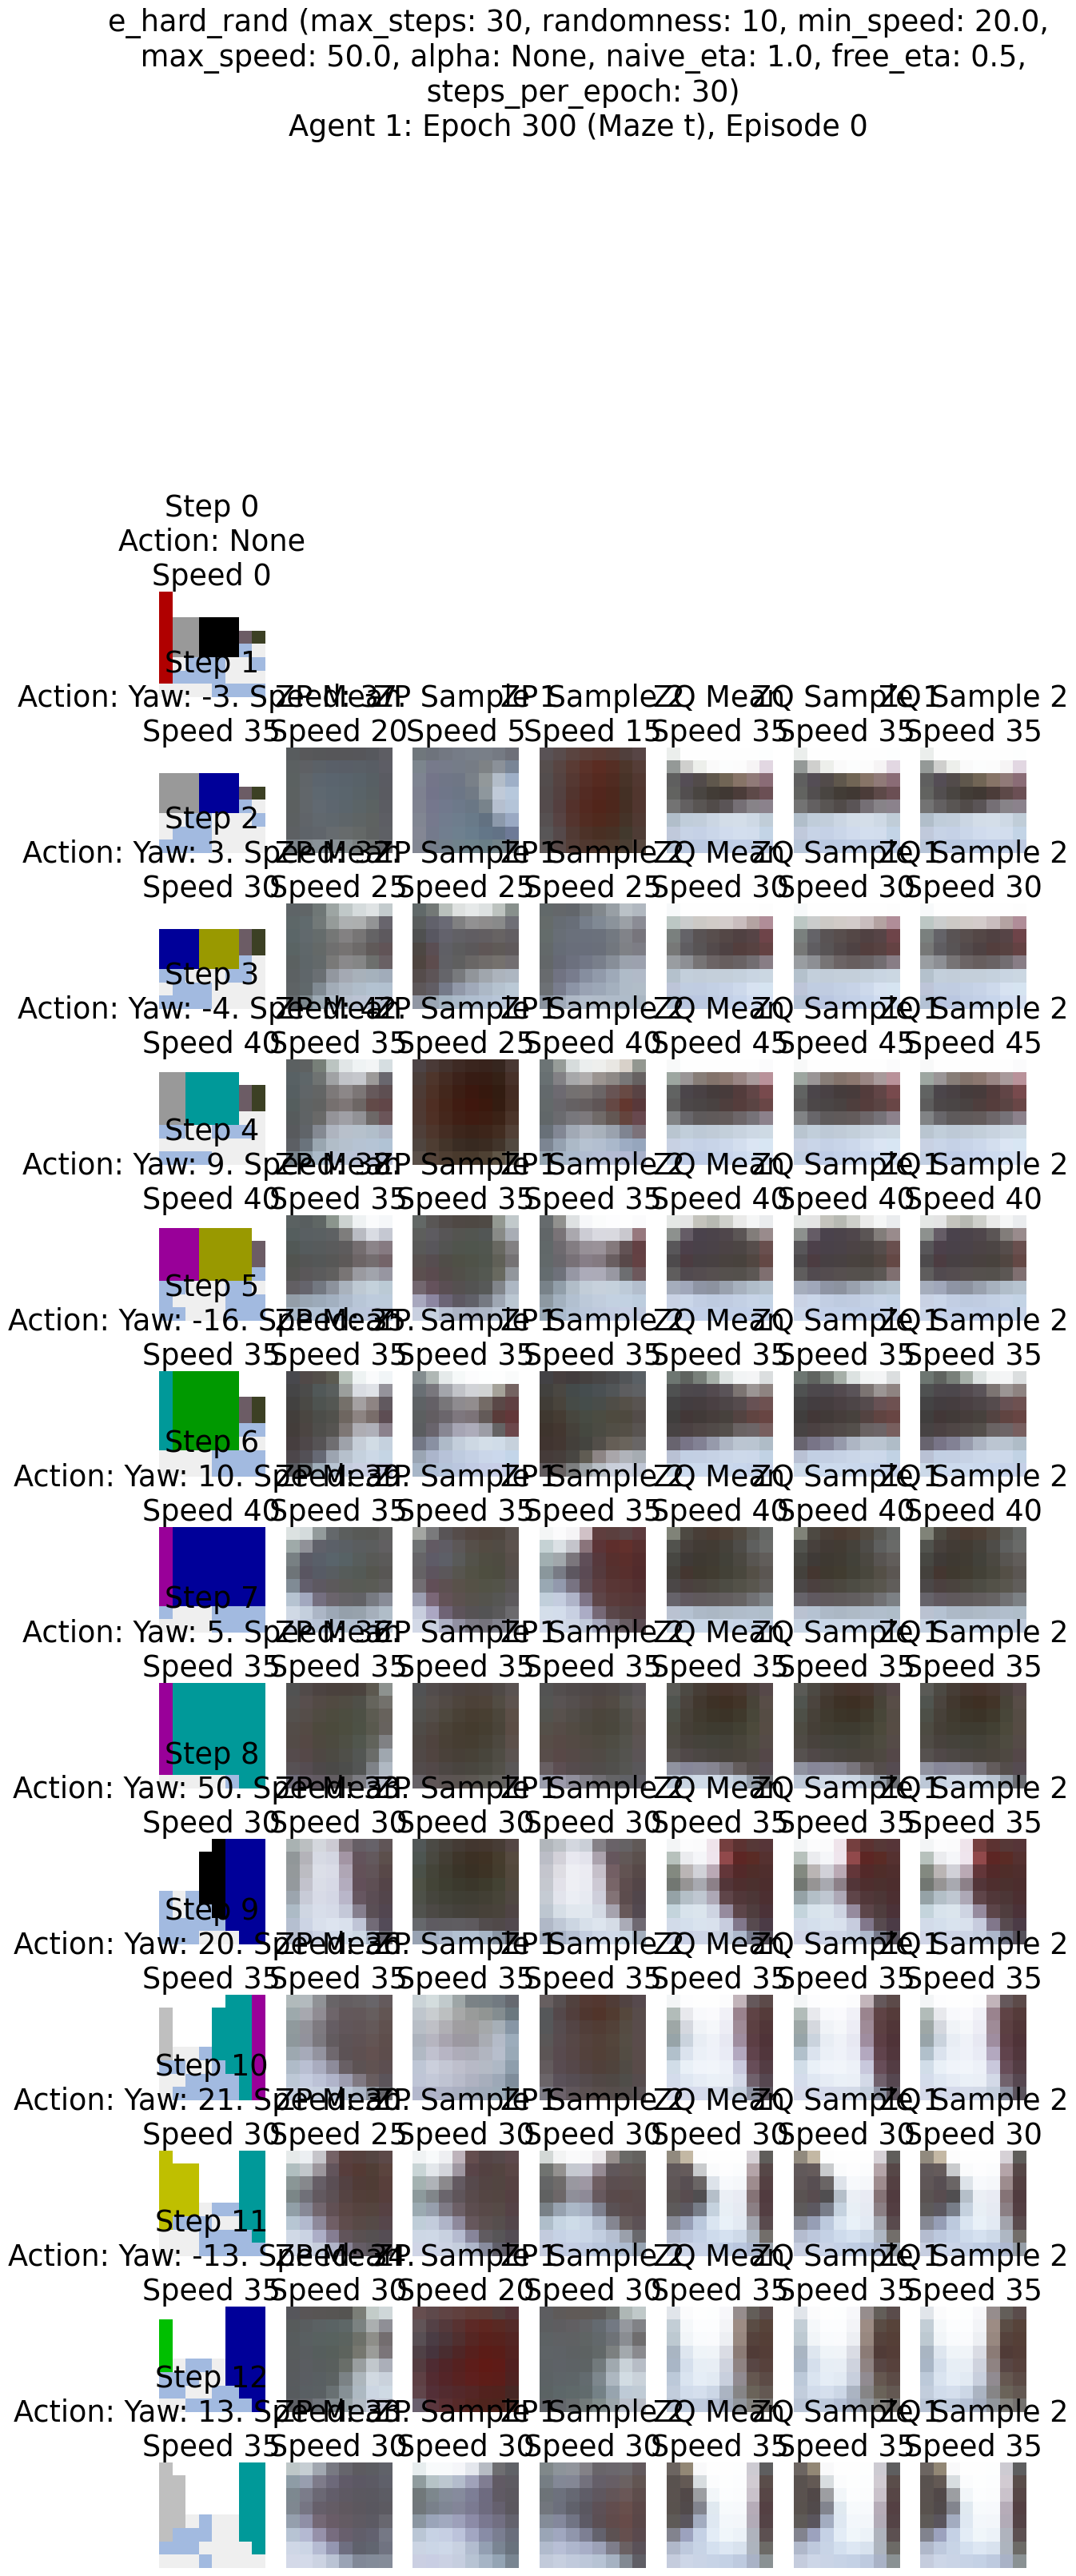 e_hard_rand (max_steps: 30, randomness: 10, min_speed: 20.0,
max_speed: 50.0, alpha: None, naive_eta: 1.0, free_eta: 0.5,
steps_per_epoch: 30)
Agent 1: Epoch 300 (Maze t), Episode 0
Step 0
Action: None
Speed 0
Step 1
Action: Yaw: -3. Speed: 37. ZP Mean ZP Sample 1 ZP Sample 2 ZQ Mean ZQ Sample 1 ZQ Sample 2
Speed 35 Speed 20 Speed 5 Speed 15 Speed 35 Speed 35 Speed 35
Step 2
Action: Yaw: 3. Speed: 32. ZP Mean ZP Sample 1 ZP Sample 2 ZQ Mean ZQ Sample 1 ZQ Sample 2
Speed 30 Speed 25 Speed 25 Speed 25 Speed 30 Speed 30 Speed 30
Step 3
Action: Yaw: -4. Speed: 42. ZP Mean ZP Sample 1 ZP Sample 2 ZQ Mean ZQ Sample 1 ZQ Sample 2
Speed 40 Speed 35 Speed 25 Speed 40 Speed 45 Speed 45 Speed 45
Step 4
Action: Yaw: 9. Speed: 38. ZP Mean ZP Sample 1 ZP Sample 2 ZQ Mean ZQ Sample 1 ZQ Sample 2
Speed 40 Speed 35 Speed 35 Speed 35 Speed 40 Speed 40 Speed 40
Step 5
Action: Yaw: -16. Speed: 35. ZP Mean ZP Sample 1 ZP Sample 2 ZQ Mean ZQ Sample 1 ZQ Sample 2
Speed 35 Speed 35 Speed 35 Speed 35 Speed 35 Speed 35 Speed 35
Step 6
Action: Yaw: 10. Speed: 39. ZP Mean ZP Sample 1 ZP Sample 2 ZQ Mean ZQ Sample 1 ZQ Sample 2
Speed 40 Speed 35 Speed 35 Speed 35 Speed 40 Speed 40 Speed 40
Step 7
Action: Yaw: 5. Speed: 36. ZP Mean ZP Sample 1 ZP Sample 2 ZQ Mean ZQ Sample 1 ZQ Sample 2
Speed 35 Speed 35 Speed 35 Speed 35 Speed 35 Speed 35 Speed 35
Step 8
Action: Yaw: 50. Speed: 33. ZP Mean ZP Sample 1 ZP Sample 2 ZQ Mean ZQ Sample 1 ZQ Sample 2
Speed 30 Speed 30 Speed 30 Speed 30 Speed 35 Speed 35 Speed 35
Step 9
Action: Yaw: 20. Speed: 36. ZP Mean ZP Sample 1 ZP Sample 2 ZQ Mean ZQ Sample 1 ZQ Sample 2
Speed 35 Speed 35 Speed 35 Speed 35 Speed 35 Speed 35 Speed 35
Step 10
Action: Yaw: 21. Speed: 30. ZP Mean ZP Sample 1 ZP Sample 2 ZQ Mean ZQ Sample 1 ZQ Sample 2
Speed 30 Speed 25 Speed 30 Speed 30 Speed 30 Speed 30 Speed 30
Step 11
Action: Yaw: -13. Speed: 34. ZP Mean ZP Sample 1 ZP Sample 2 ZQ Mean ZQ Sample 1 ZQ Sample 2
Speed 35 Speed 30 Speed 20 Speed 30 Speed 35 Speed 35 Speed 35
Step 12
Action: Yaw: 13. Speed: 33. ZP Mean ZP Sample 1 ZP Sample 2 ZQ Mean ZQ Sample 1 ZQ Sample 2
Speed 35 Speed 30 Speed 30 Speed 30 Speed 35 Speed 35 Speed 35